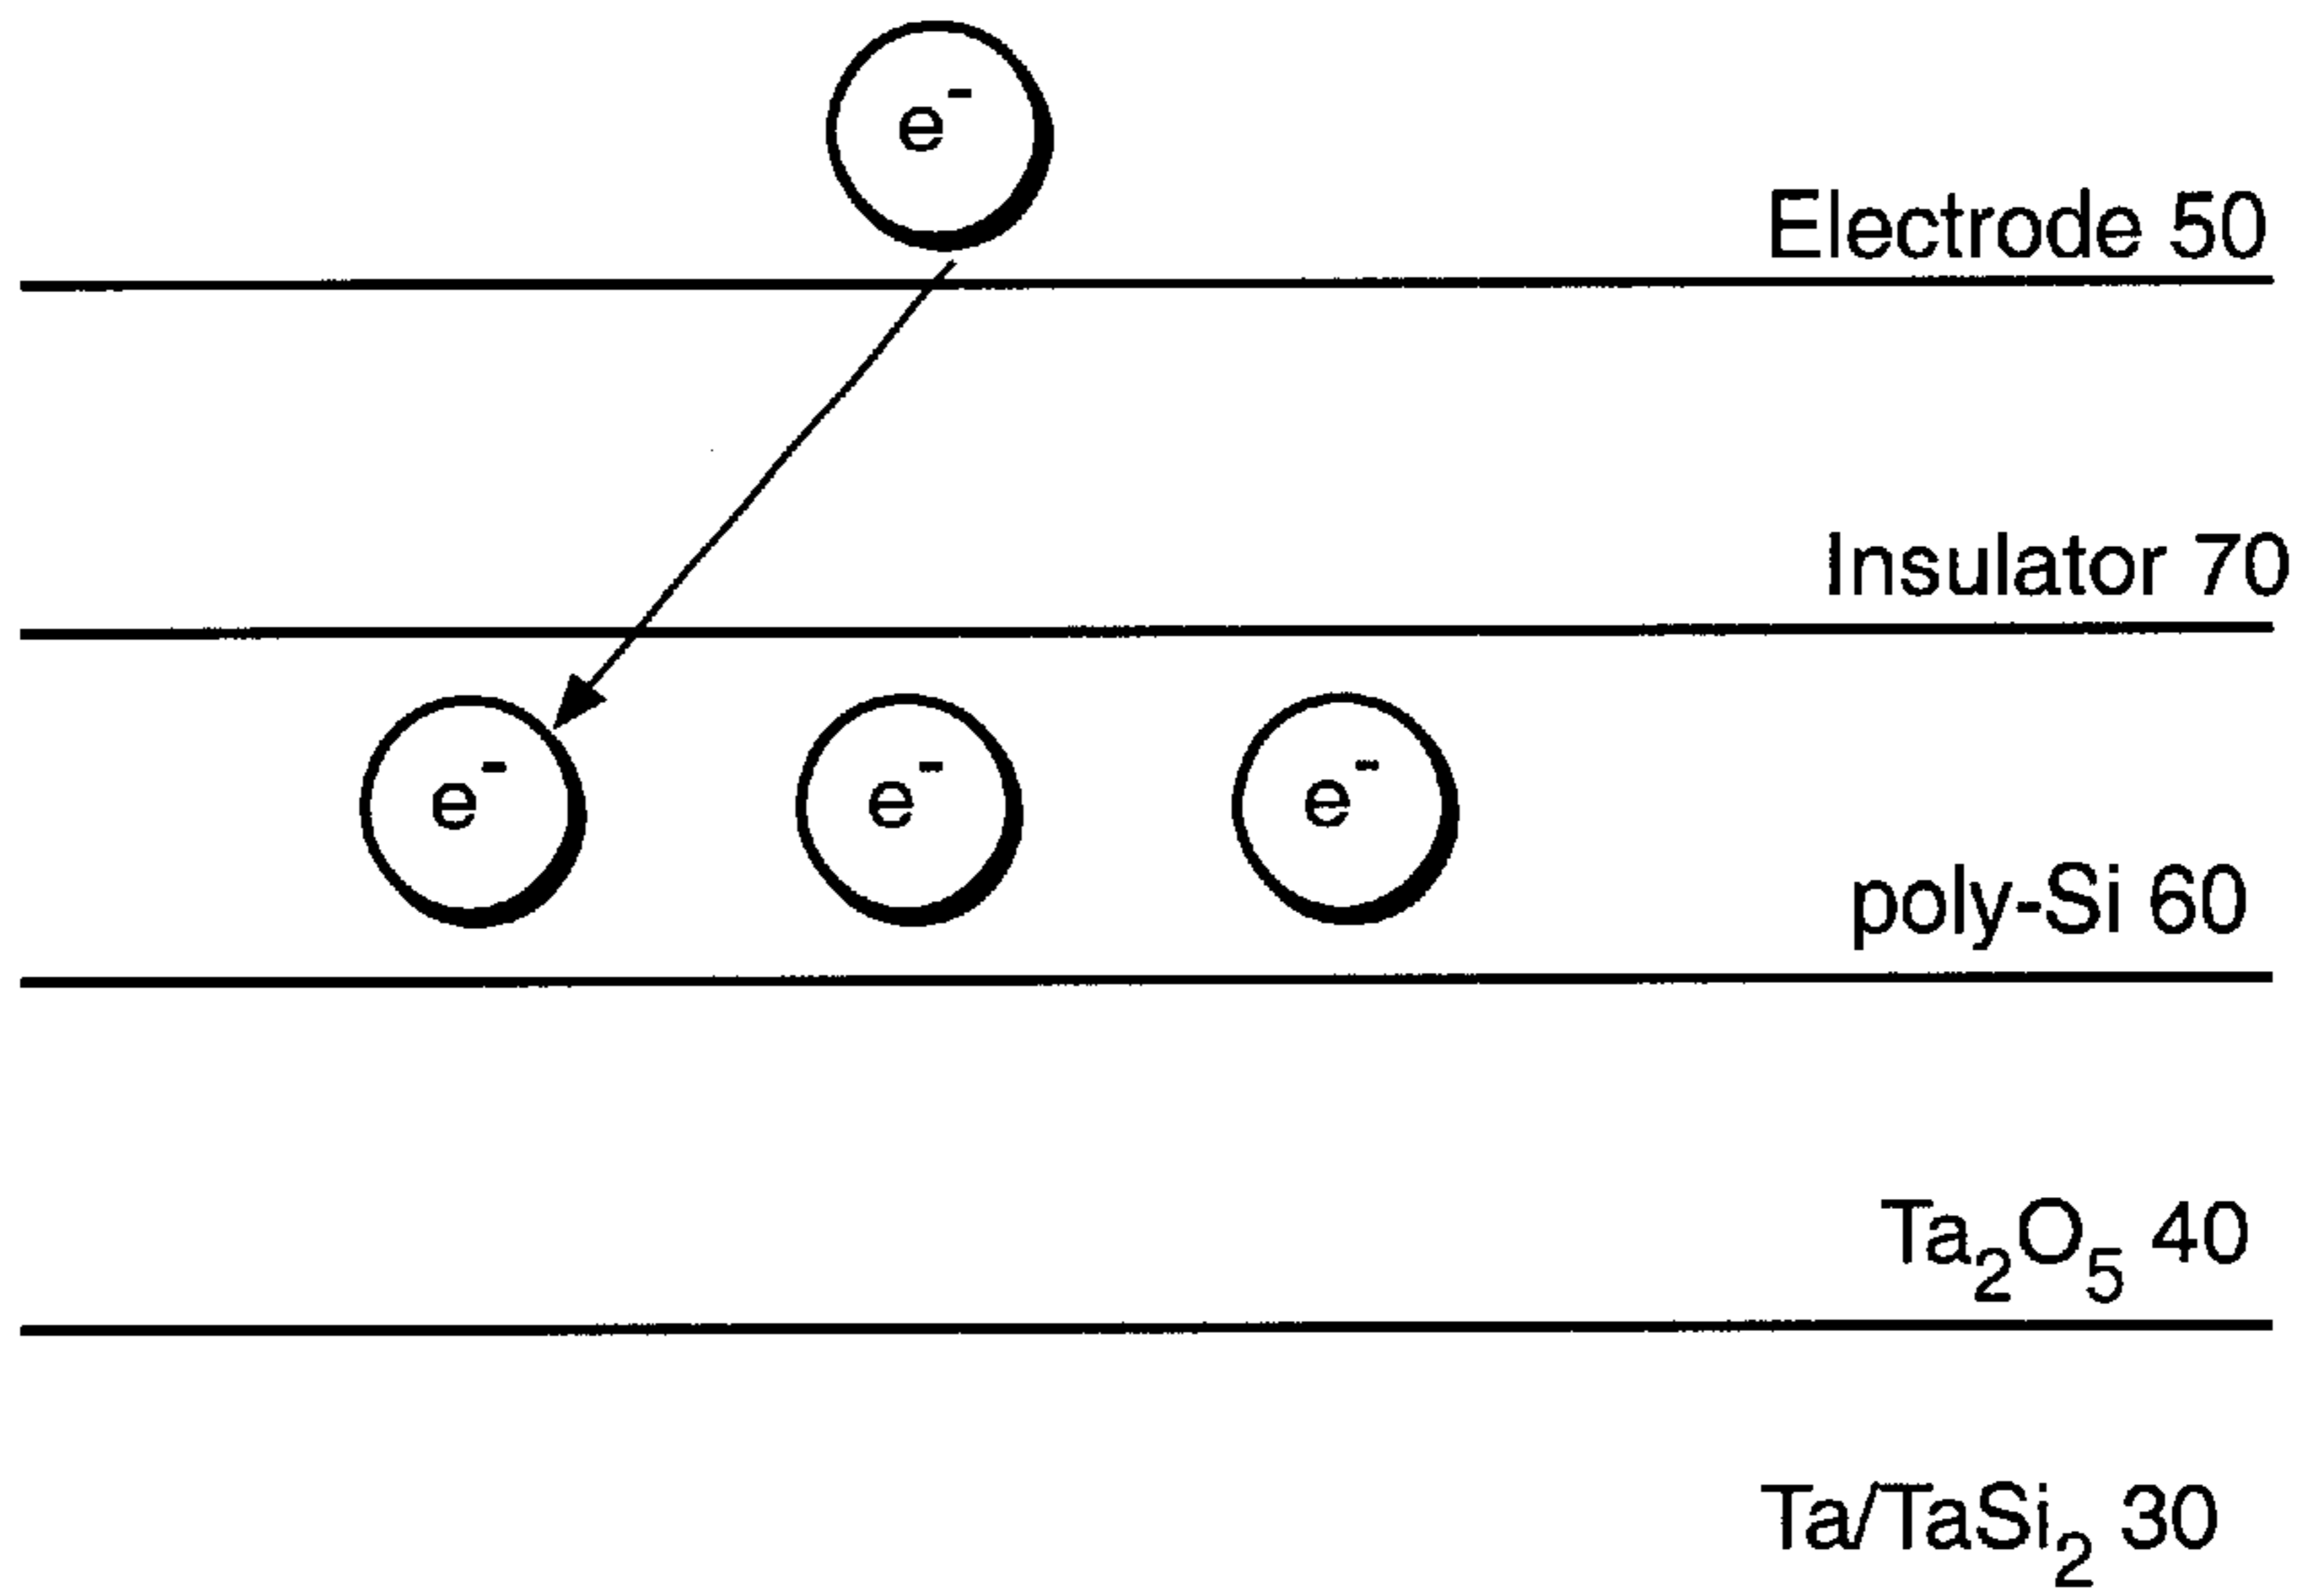 e⁻
Electrode 50
Insulator 70
e⁻ e⁻ e⁻
poly-Si 60
Ta₂O₅ 40
Ta/TaSi₂ 30